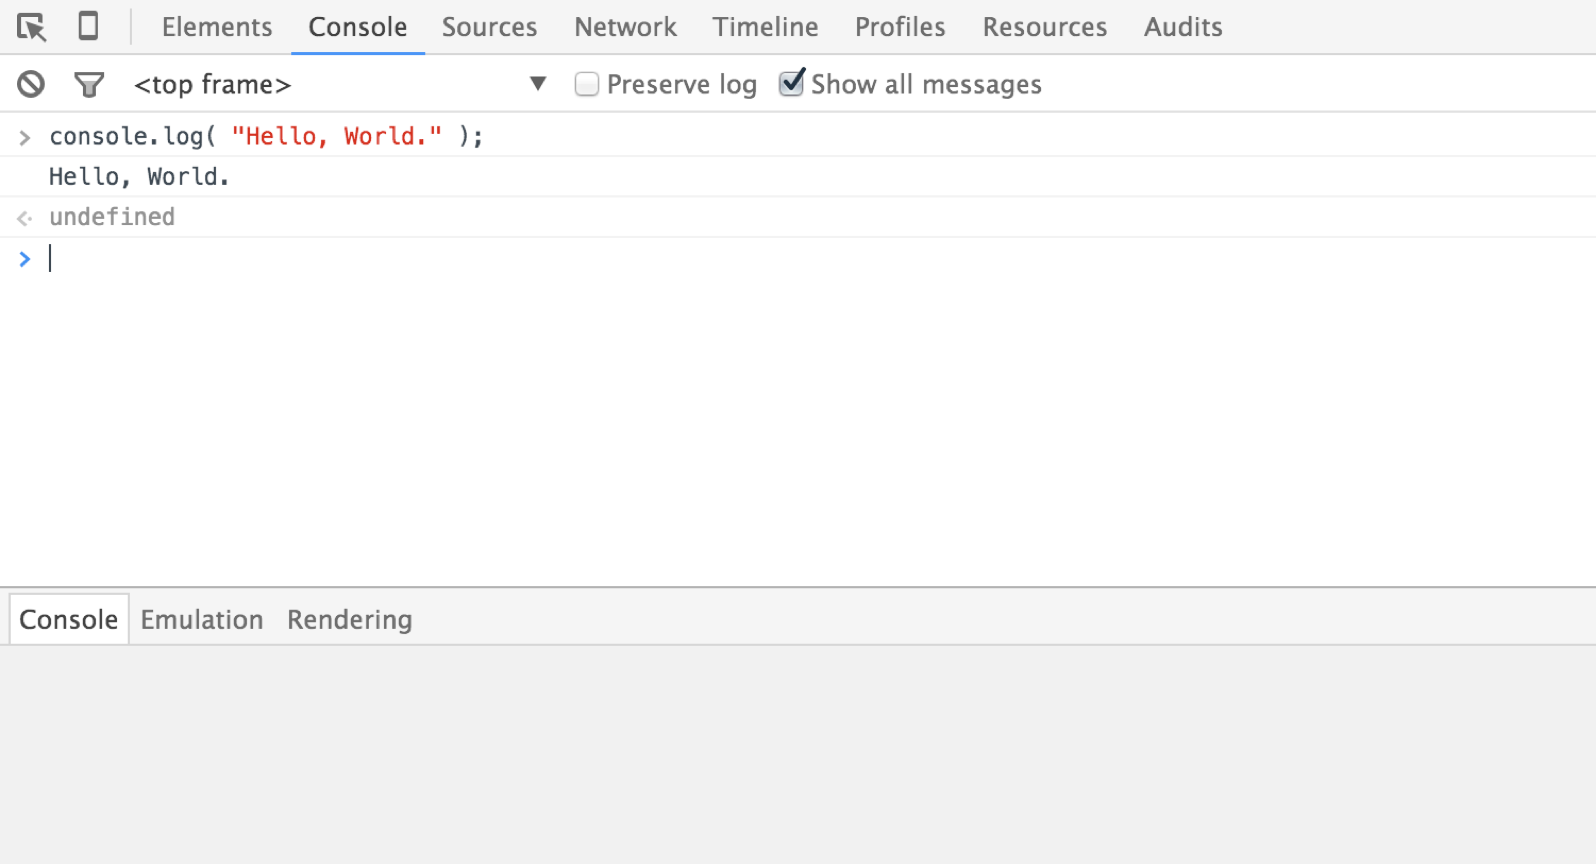 Elements Console Sources Network Timeline Profiles Resources Audits
<top frame> ▼ Preserve log Show all messages
> console.log( "Hello, World." );
Hello, World.
undefined
>
Console Emulation Rendering